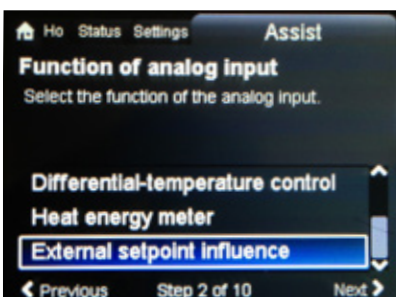 Ho Status Settings Assist
Function of analog input
Select the function of the analog input.
Differential-temperature control
Heat energy meter
External setpoint influence
Previous Step 2 of 10 Next